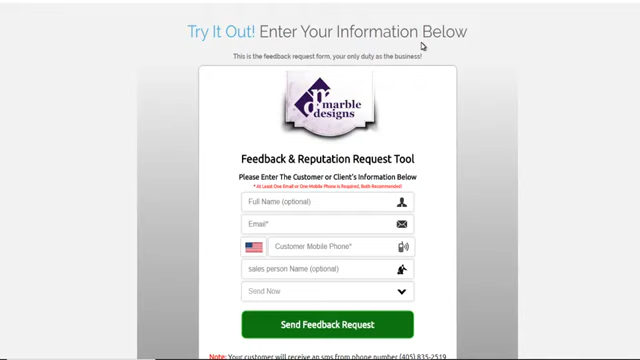 Try It Out! Enter Your Information Below
This is the feedback request form, your only duty as the business!
marble
designs
Feedback & Reputation Request Tool
Please Enter The Customer or Client's Information Below
* At Least One Email or One Mobile Phone is Required, Both Recommended!
Full Name (optional)
Email*
Customer Mobile Phone*
sales person Name (optional)
Send Now
Send Feedback Request
Note: Your customer will receive an sms from phone number (405) 835-2519